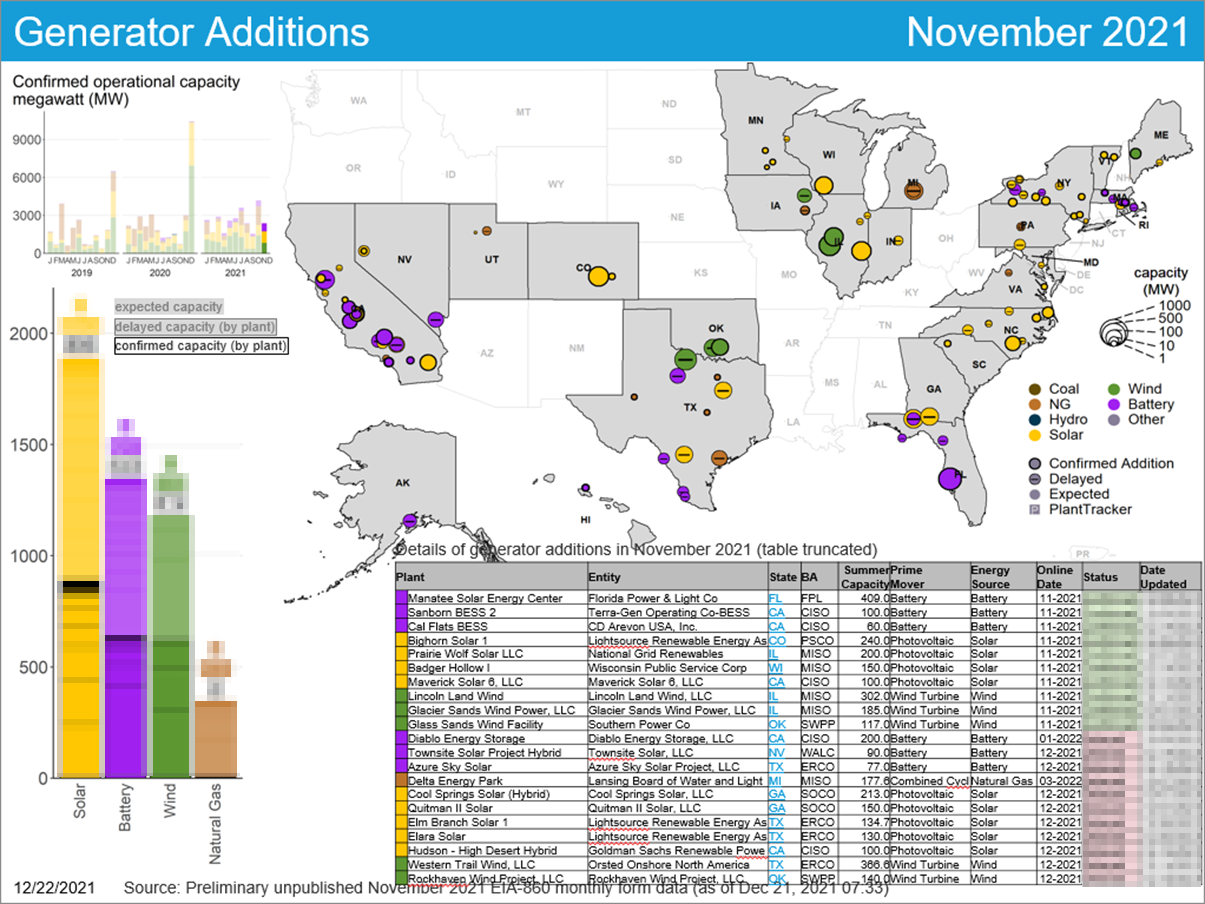 Generator Additions November 2021
Confirmed operational capacity
megawatt (MW)
9000
6000
3000
0
JFMAMJJASOND JFMAMJJASOND JFMAMJJASOND
2019 2020 2021
expected capacity
delayed capacity (by plant)
confirmed capacity (by plant)
2000
1500
1000
500
0
Solar
Battery
Wind
Natural Gas
WA
MT
ND
MN
ME
OR
ID
SD
WI
VT
NH
WY
MI
NY
MA
IA
CT
RI
NE
PA
NJ
NV
UT
CO
IL
IN
OH
MD
DE
DC
WV
VA
KS
MO
KY
CA
AZ
NM
OK
AR
TN
NC
SC
TX
LA
MS
AL
GA
FL
AK
HI
PR
capacity
(MW)
1000
500
100
10
1
Coal Wind
NG Battery
Hydro Other
Solar
Confirmed Addition
Delayed
Expected
P PlantTracker
Details of generator additions in November 2021 (table truncated)
Plant Entity State BA Summer Capacity Prime Mover Energy Source Online Date Status Date Updated
Manatee Solar Energy Center Florida Power & Light Co FL FPL 409.0 Battery Battery 11-2021
Sanborn BESS 2 Terra-Gen Operating Co-BESS CA CISO 100.0 Battery Battery 11-2021
Cal Flats BESS CD Arevon USA, Inc. CA CISO 60.0 Battery Battery 11-2021
Bighorn Solar 1 Lightsource Renewable Energy As CO PSCO 240.0 Photovoltaic Solar 11-2021
Prairie Wolf Solar LLC National Grid Renewables IL MISO 200.0 Photovoltaic Solar 11-2021
Badger Hollow I Wisconsin Public Service Corp WI MISO 150.0 Photovoltaic Solar 11-2021
Maverick Solar 6, LLC Maverick Solar 6, LLC CA CISO 100.0 Photovoltaic Solar 11-2021
Lincoln Land Wind Lincoln Land Wind, LLC IL MISO 302.0 Wind Turbine Wind 11-2021
Glacier Sands Wind Power, LLC Glacier Sands Wind Power, LLC IL MISO 185.0 Wind Turbine Wind 11-2021
Glass Sands Wind Facility Southern Power Co OK SWPP 117.0 Wind Turbine Wind 11-2021
Diablo Energy Storage Diablo Energy Storage, LLC CA CISO 200.0 Battery Battery 01-2022
Townsite Solar Project Hybrid Townsite Solar, LLC NV WALC 90.0 Battery Battery 12-2021
Azure Sky Solar Azure Sky Solar Project, LLC TX ERCO 77.0 Battery Battery 12-2021
Delta Energy Park Lansing Board of Water and Light MI MISO 177.6 Combined Cycl Natural Gas 03-2022
Cool Springs Solar (Hybrid) Cool Springs Solar, LLC GA SOCO 213.0 Photovoltaic Solar 12-2021
Quitman II Solar Quitman II Solar, LLC GA SOCO 150.0 Photovoltaic Solar 12-2021
Elm Branch Solar 1 Lightsource Renewable Energy As TX ERCO 134.7 Photovoltaic Solar 12-2021
Elara Solar Lightsource Renewable Energy As TX ERCO 130.0 Photovoltaic Solar 12-2021
Hudson - High Desert Hybrid Goldman Sachs Renewable Powe CA CISO 100.0 Photovoltaic Solar 12-2021
Western Trail Wind, LLC Orsted Onshore North America TX ERCO 366.6 Wind Turbine Wind 12-2021
Rockhaven Wind Project, LLC Rockhaven Wind Project, LLC OK SWPP 140.0 Wind Turbine Wind 12-2021
12/22/2021 Source: Preliminary unpublished November 2021 EIA-860 monthly form data (as of Dec 21, 2021 07:33)